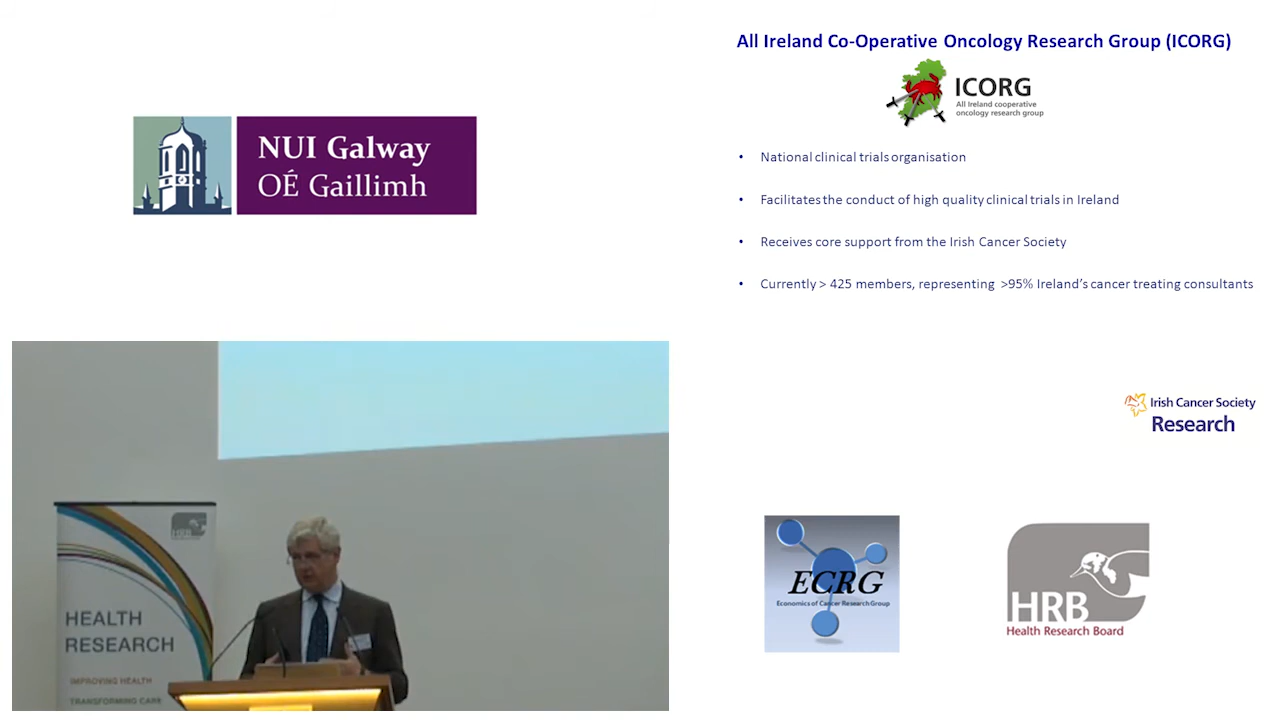 All Ireland Co-Operative Oncology Research Group (ICORG)
ICORG
All Ireland cooperative
oncology research group
NUI Galway
OÉ Gaillimh
• National clinical trials organisation
• Facilitates the conduct of high quality clinical trials in Ireland
• Receives core support from the Irish Cancer Society
• Currently > 425 members, representing >95% Ireland's cancer treating consultants
Irish Cancer Society
Research
HRB
HEALTH
RESEARCH
IMPROVING HEALTH
TRANSFORMING CARE
ECRG
Economics of Cancer Research Group
HRB
Health Research Board